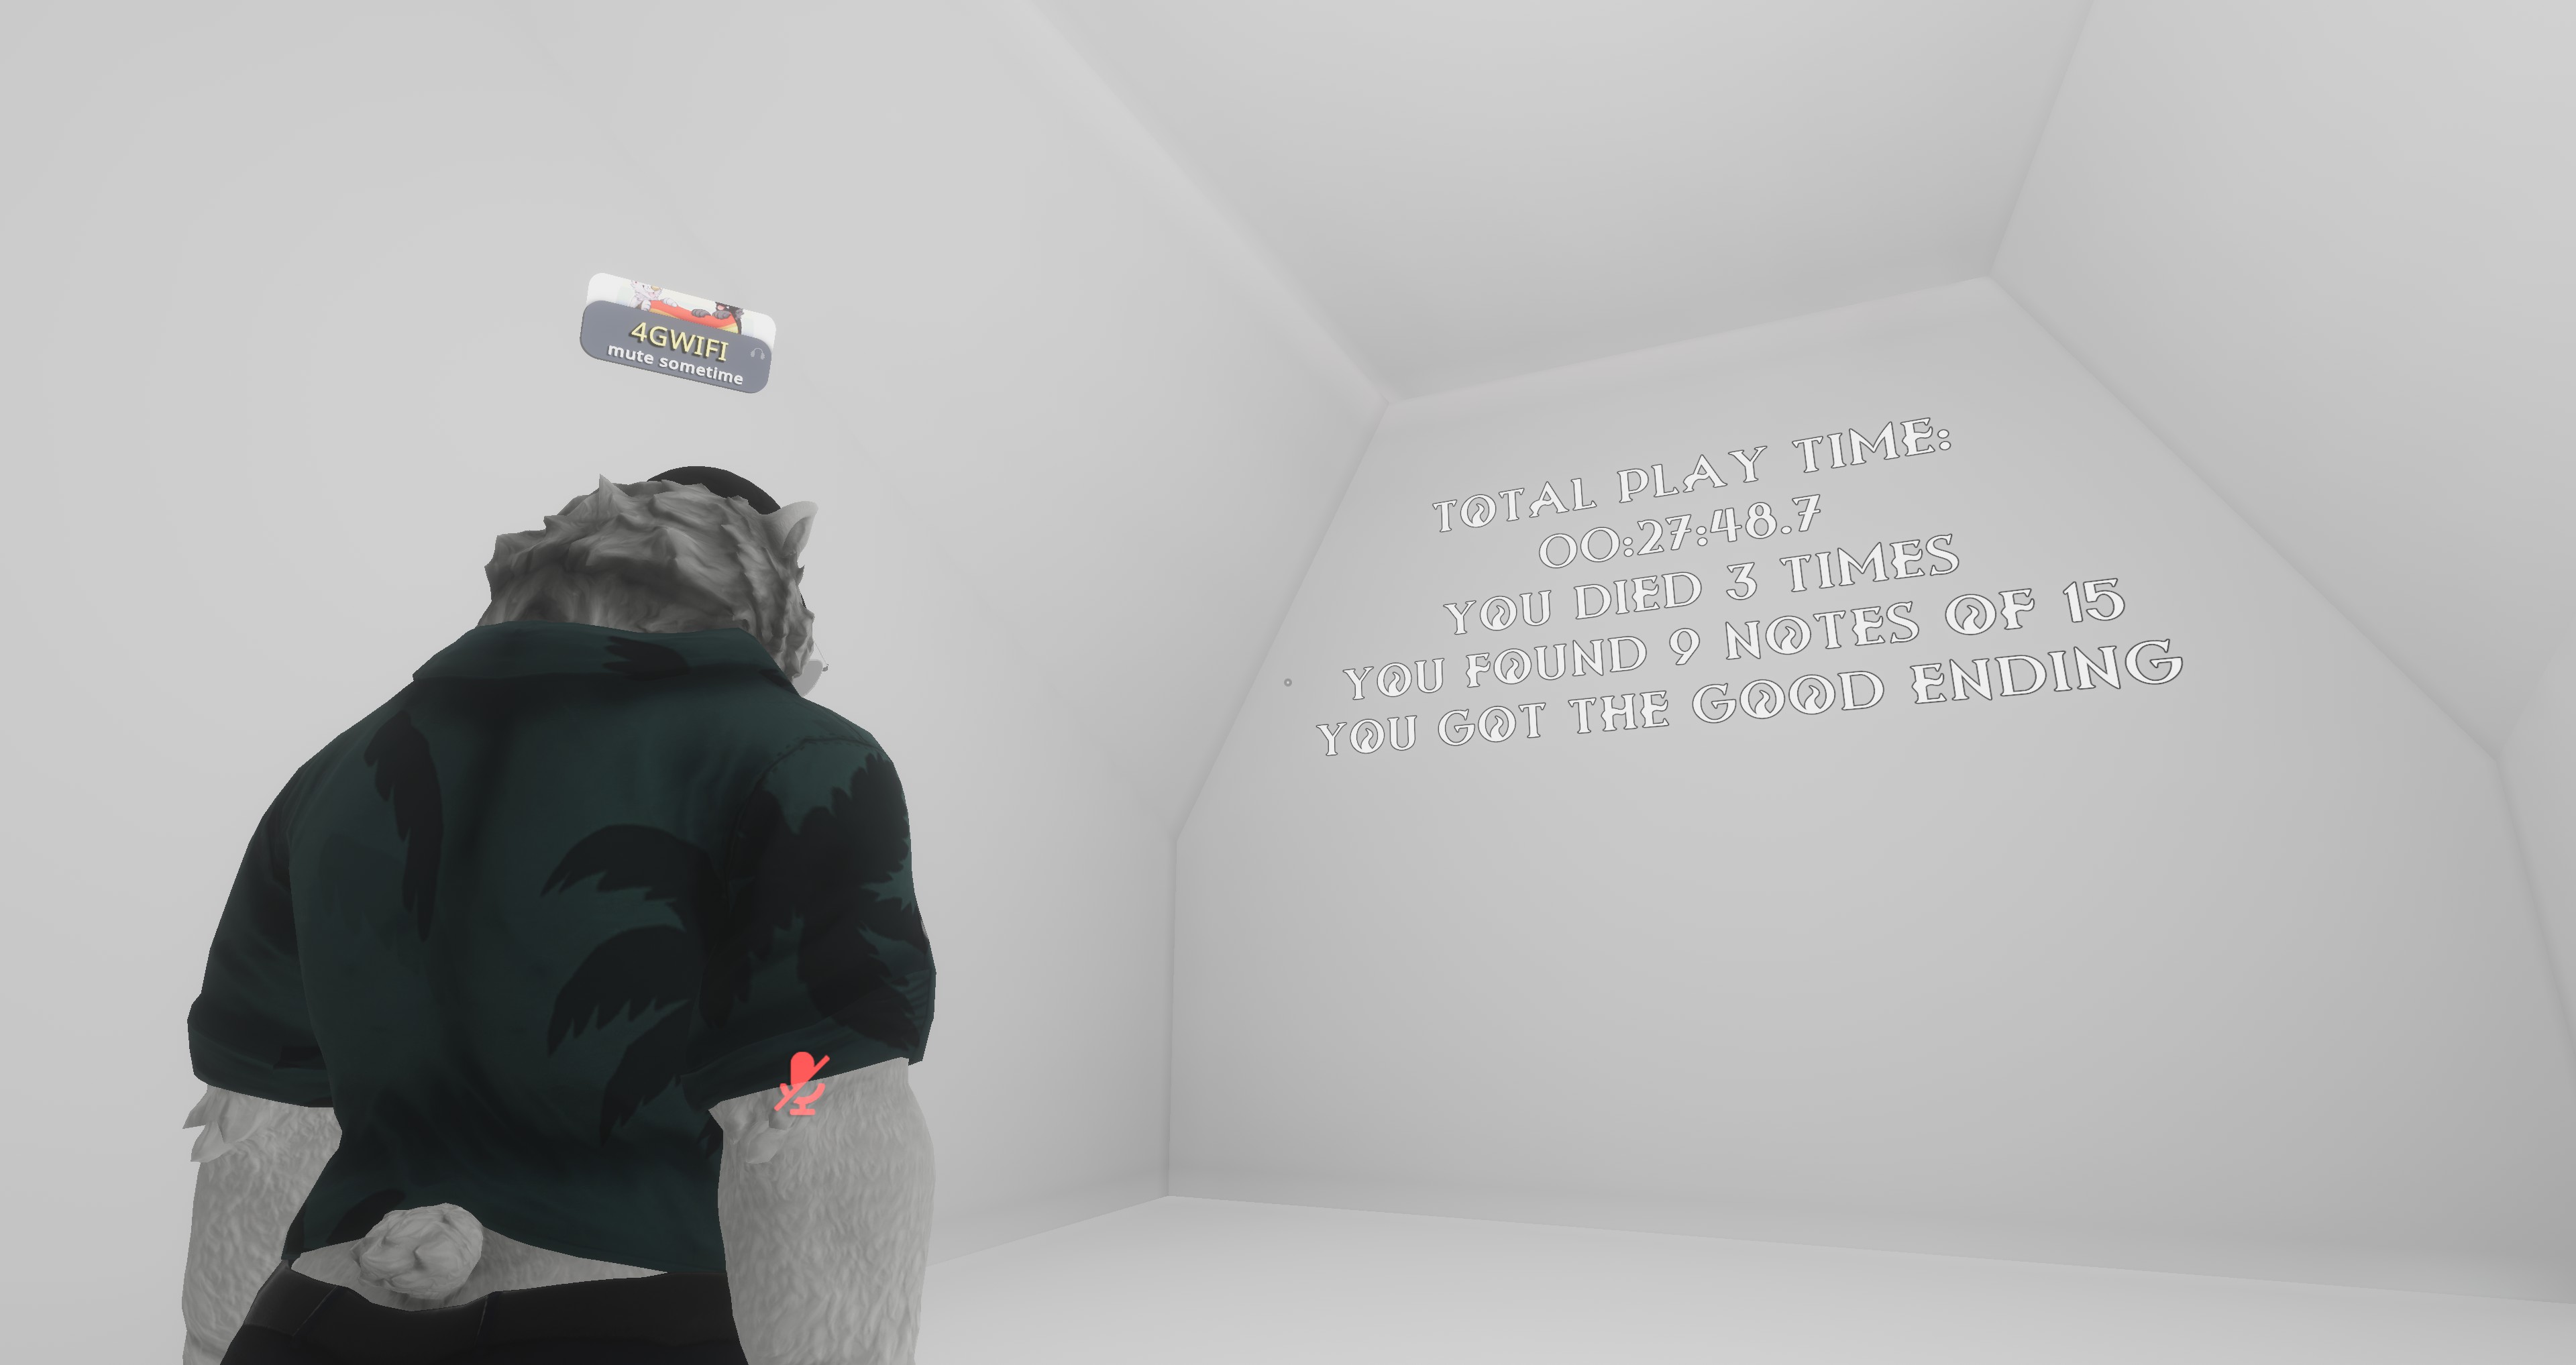 4GWIFI
mute sometime
TOTAL PLAY TIME:
00:27:48.7
YOU DIED 3 TIMES
YOU FOUND 9 NOTES OF 15
YOU GOT THE GOOD ENDING